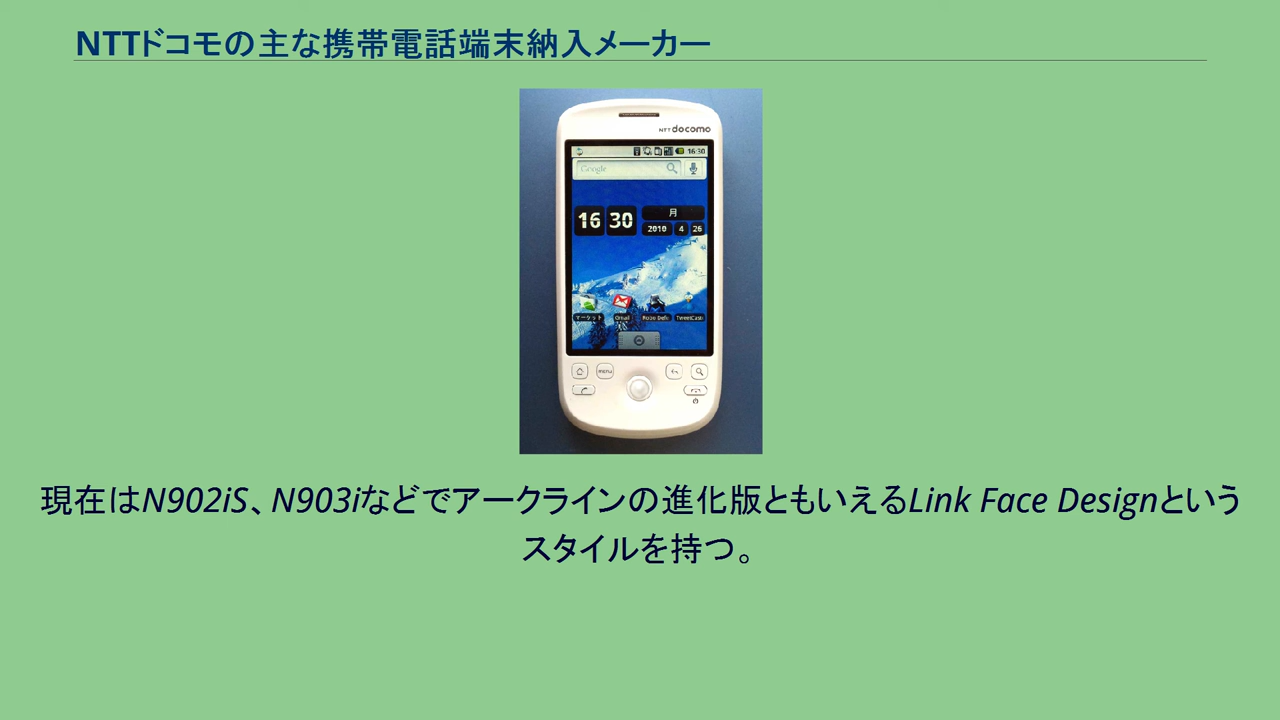 NTTドコモの主な携帯電話端末納入メーカー
NTT docomo
16:30
Google
16 30
月
2010 4 26
マーケット Gmail TweetCast
menu
現在はN902iS、N903iなどでアークラインの進化版ともいえるLink Face Designという
スタイルを持つ。